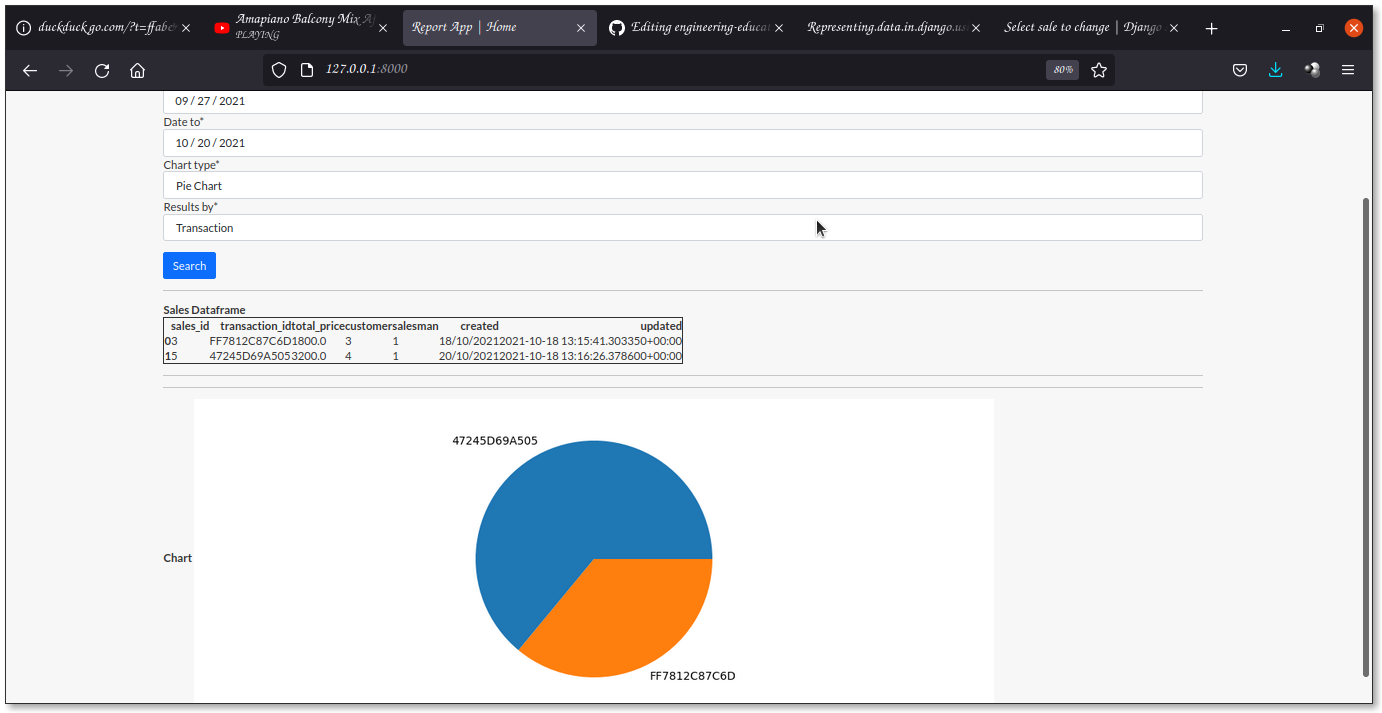 duckduckgo.com/?t=ffab&
Amapiano Balcony Mix Af
PLAYING
Report App | Home
Editing engineering-educat
Representing.data.in.django.us
Select sale to change | Django
127.0.0.1:8000
80%
09 / 27 / 2021
Date to*
10 / 20 / 2021
Chart type*
Pie Chart
Results by*
Transaction
Search
Sales Dataframe
sales_id transaction_id total_price customer salesman created updated
0 3 FF7812C87C6D 1800.0 3 1 18/10/2021 2021-10-18 13:15:41.303350+00:00
1 5 47245D69A505 3200.0 4 1 20/10/2021 2021-10-18 13:16:26.378600+00:00
47245D69A505
Chart
FF7812C87C6D